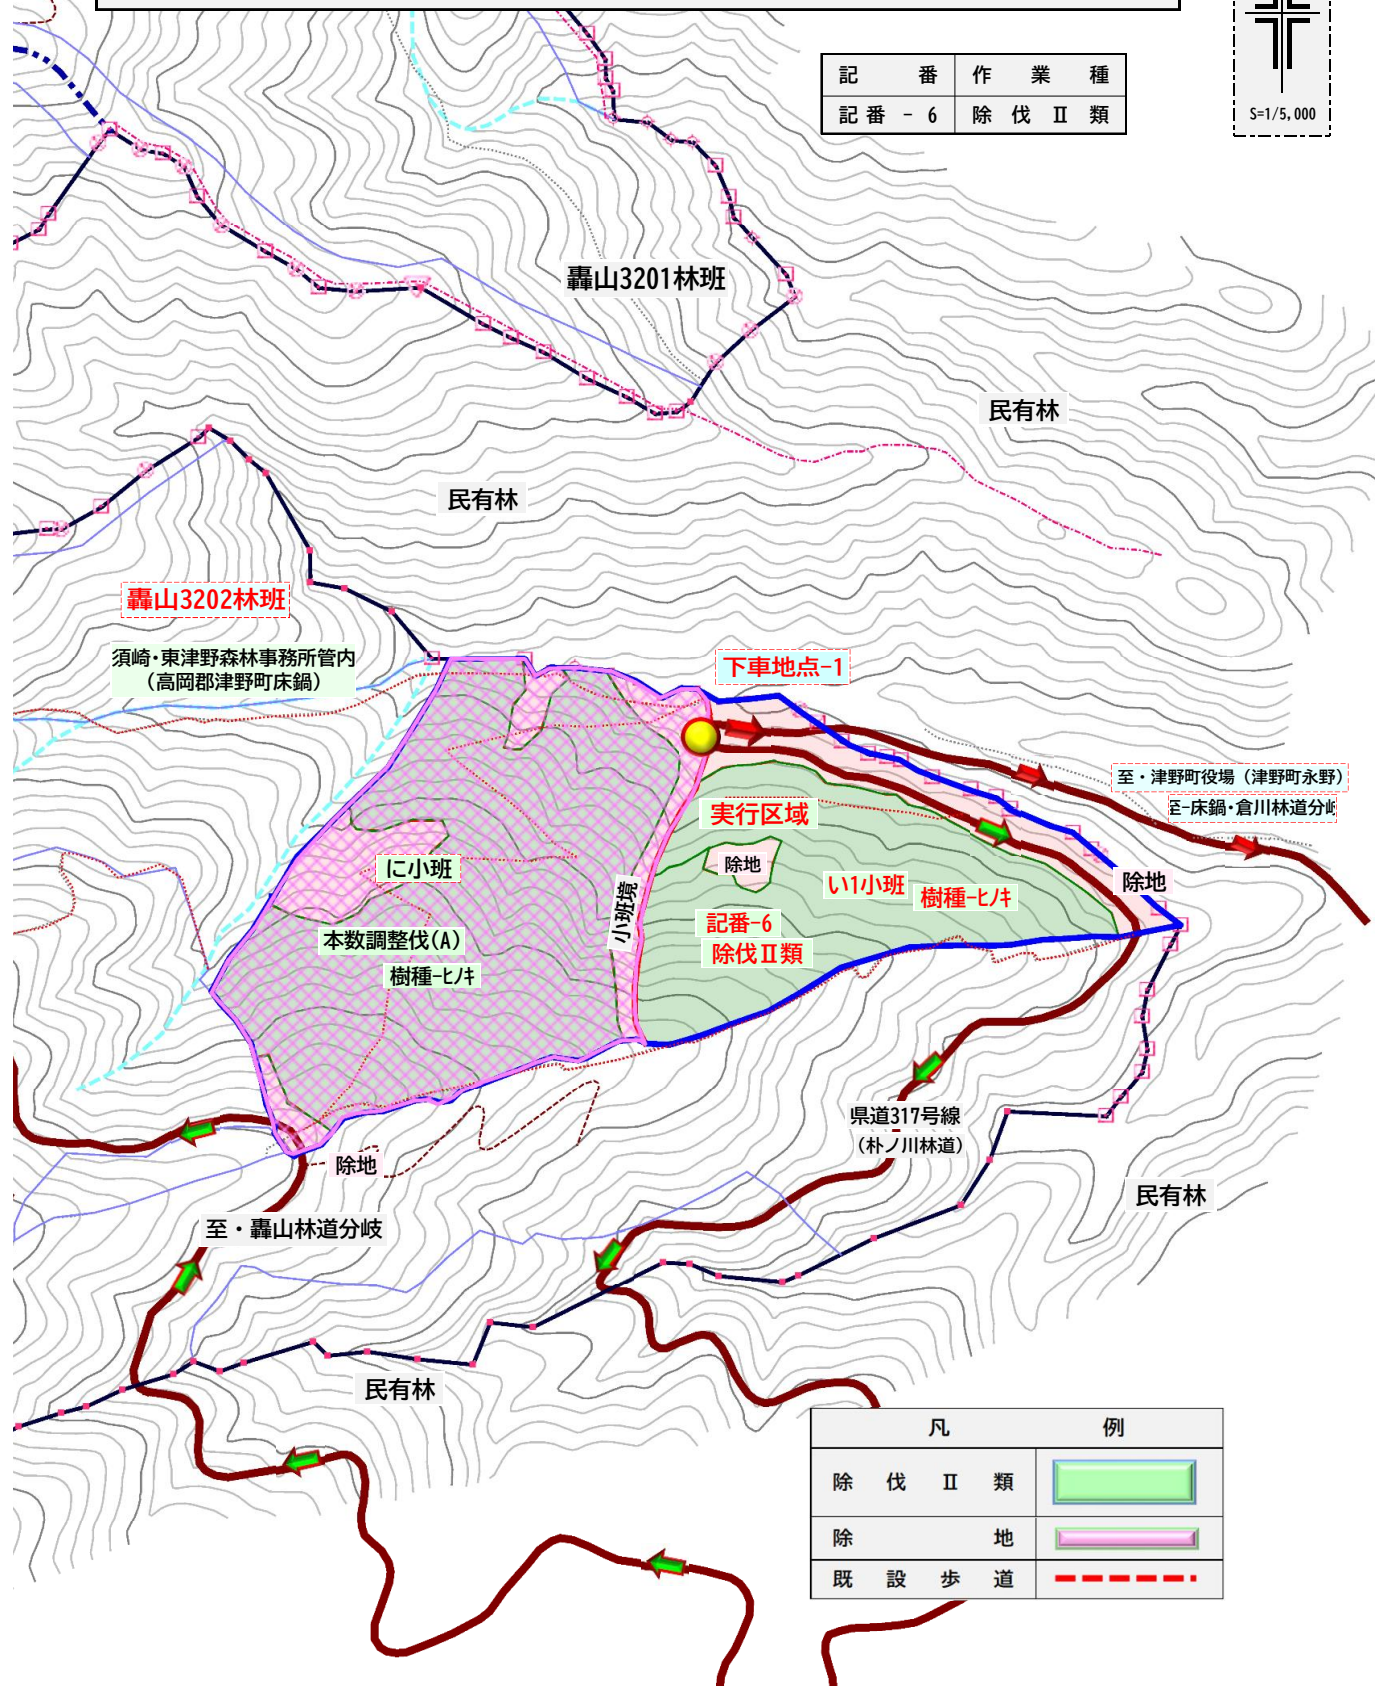 記番 作業種
記番-6 除伐Ⅱ類
S=1/5,000
轟山3201林班
民有林
民有林
轟山3202林班
須崎・東津野森林事務所管内
（高岡郡津野町床鍋）
下車地点-1
至・津野町役場（津野町永野）
至-床鍋・倉川林道分岐
実行区域
除地
に小班
い1小班
樹種-ヒノキ
除地
小班境
記番-6
除伐Ⅱ類
本数調整伐(A)
樹種-ヒノキ
県道317号線
（朴ノ川林道）
除地
民有林
至・轟山林道分岐
民有林
凡例
除伐Ⅱ類
除地
既設歩道